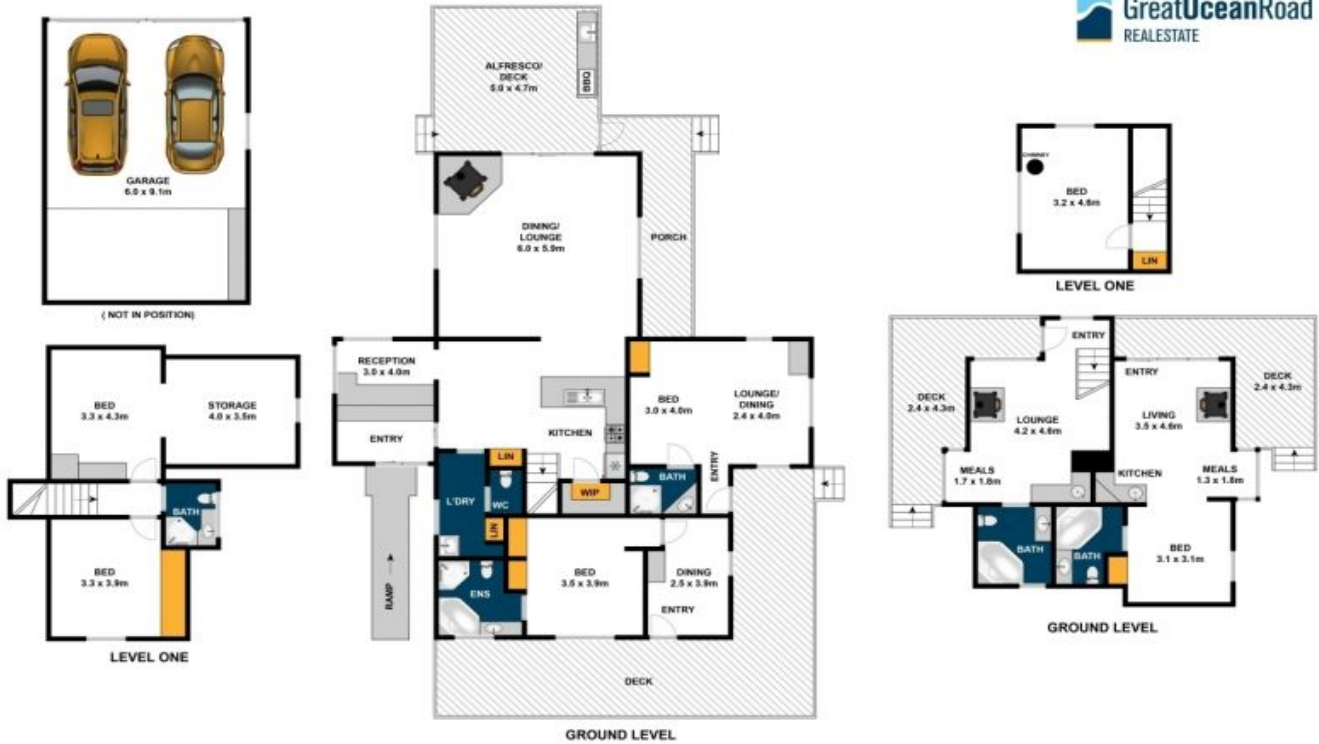 GreatOceanRoad
REALESTATE
GARAGE
6.0 x 9.1m
( NOT IN POSITION)
BED
3.3 x 4.3m
STORAGE
4.0 x 3.5m
BATH
BED
3.3 x 3.9m
LEVEL ONE
ALFRESCO/
DECK
5.0 x 4.7m
BBQ
DINING/
LOUNGE
6.0 x 5.9m
PORCH
RECEPTION
3.0 x 4.0m
ENTRY
RAMP
KITCHEN
LIN
WIP
L'DRY
WC
LIN
ENS
BED
3.0 x 4.0m
LOUNGE/
DINING
2.4 x 4.0m
ENTRY
BATH
BED
3.5 x 3.9m
DINING
2.5 x 3.9m
ENTRY
DECK
GROUND LEVEL
CHIMNEY
BED
3.2 x 4.6m
LIN
LEVEL ONE
ENTRY
ENTRY
DECK
2.4 x 4.3m
LOUNGE
4.2 x 4.6m
LIVING
3.5 x 4.6m
DECK
2.4 x 4.3m
MEALS
1.7 x 1.8m
KITCHEN
MEALS
1.3 x 1.8m
BATH
BATH
BED
3.1 x 3.1m
GROUND LEVEL